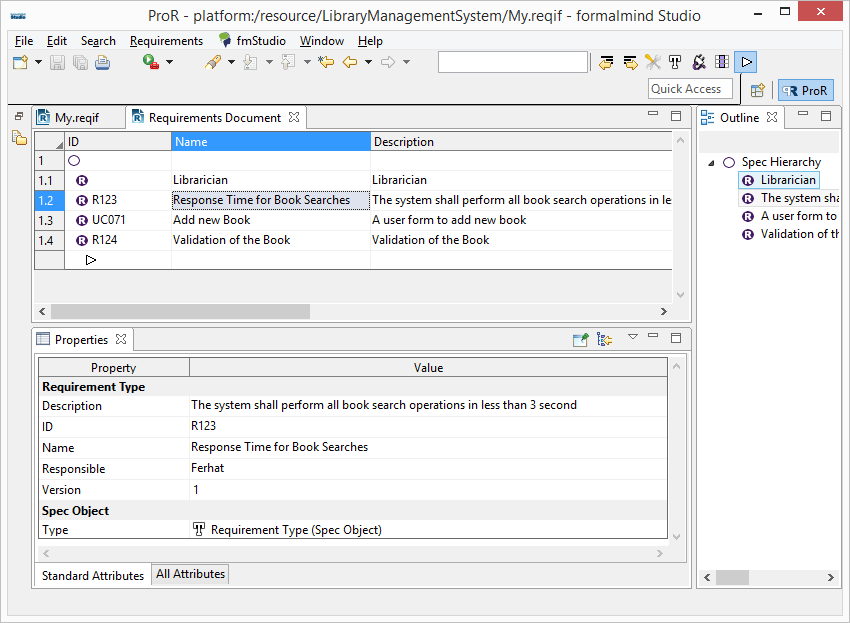 ProR - platform:/resource/LibraryManagementSystem/My.reqif - formalmind Studio
File Edit Search Requirements fmStudio Window Help
Quick Access
ProR
My.reqif Requirements Document
ID Name Description
1
1.1 Librarician Librarician
1.2 R123 Response Time for Book Searches The system shall perform all book search operations in le
1.3 UC071 Add new Book A user form to add new book
1.4 R124 Validation of the Book Validation of the Book
Outline
Spec Hierarchy
Librarician
The system sha
A user form to
Validation of th
Properties
Property Value
Requirement Type
Description The system shall perform all book search operations in less than 3 second
ID R123
Name Response Time for Book Searches
Responsible Ferhat
Version 1
Spec Object
Type Requirement Type (Spec Object)
Standard Attributes All Attributes